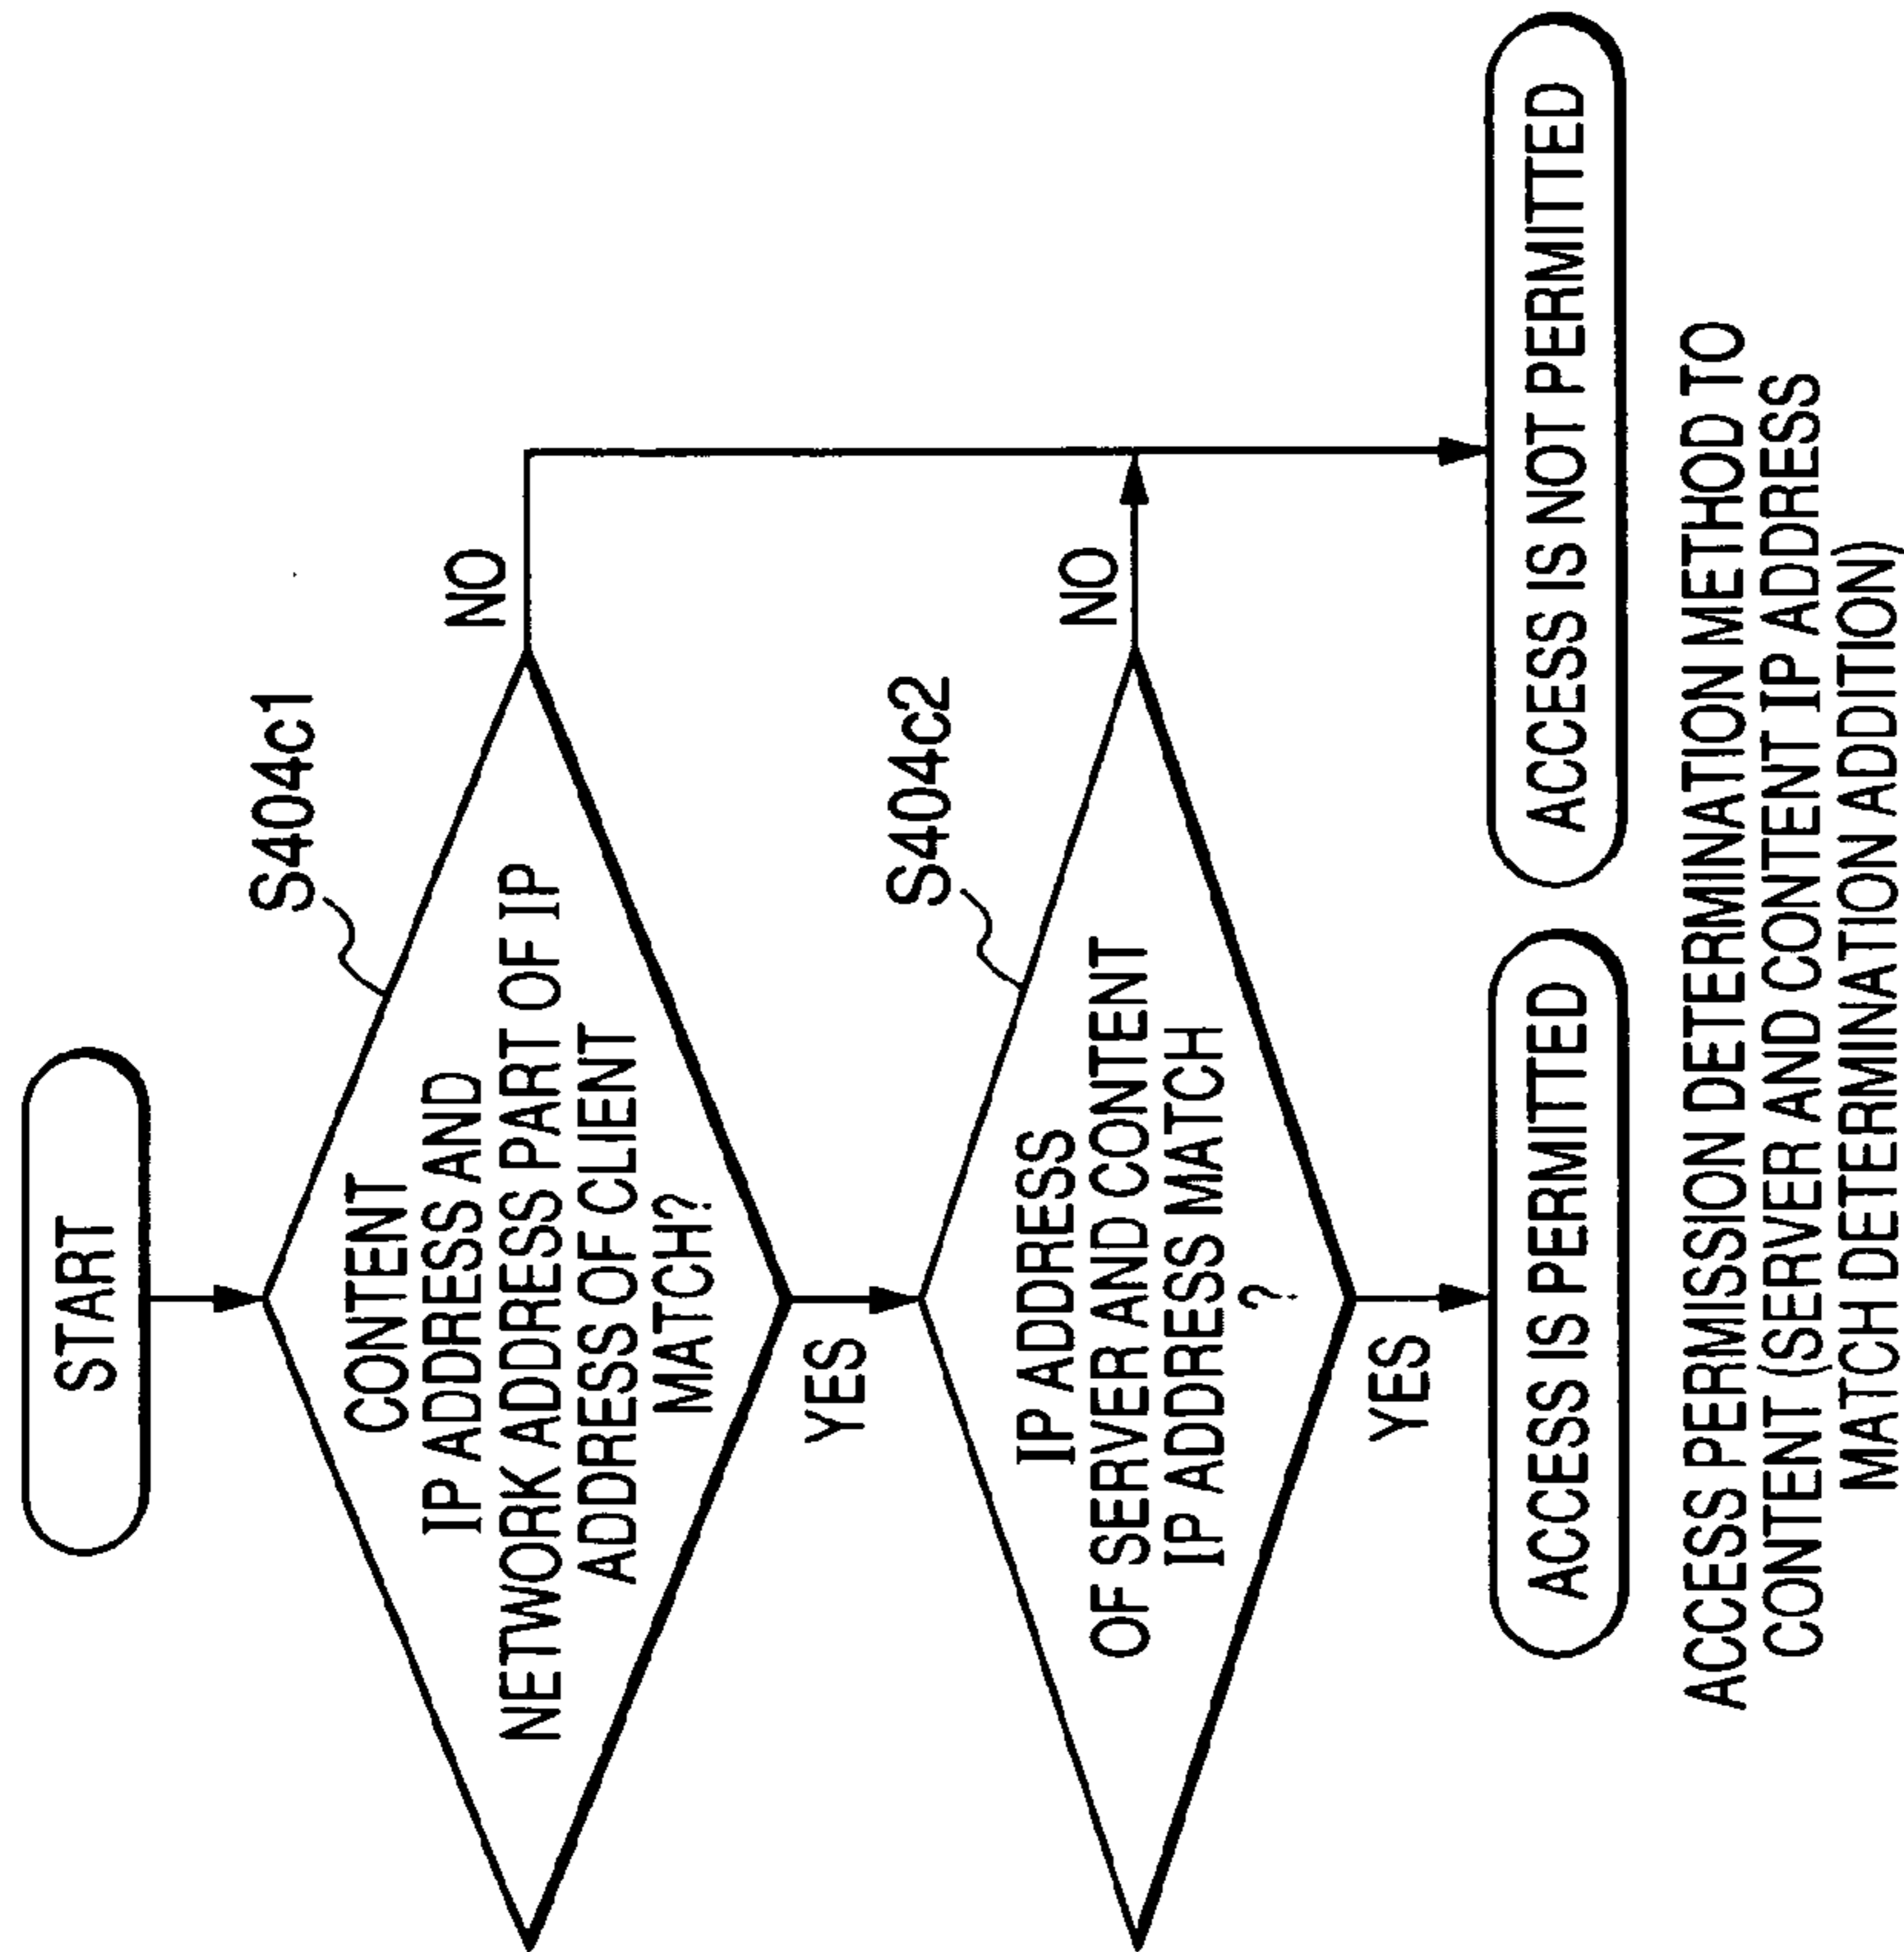 START
S404c1
CONTENT
IP ADDRESS AND
NETWORK ADDRESS PART OF IP
ADDRESS OF CLIENT
MATCH?
NO
YES
S404c2
IP ADDRESS
OF SERVER AND CONTENT
IP ADDRESS MATCH
?
NO
YES
ACCESS IS PERMITTED
ACCESS IS NOT PERMITTED
ACCESS PERMISSION DETERMINATION METHOD TO
CONTENT (SERVER AND CONTENT IP ADDRESS
MATCH DETERMINATION ADDITION)